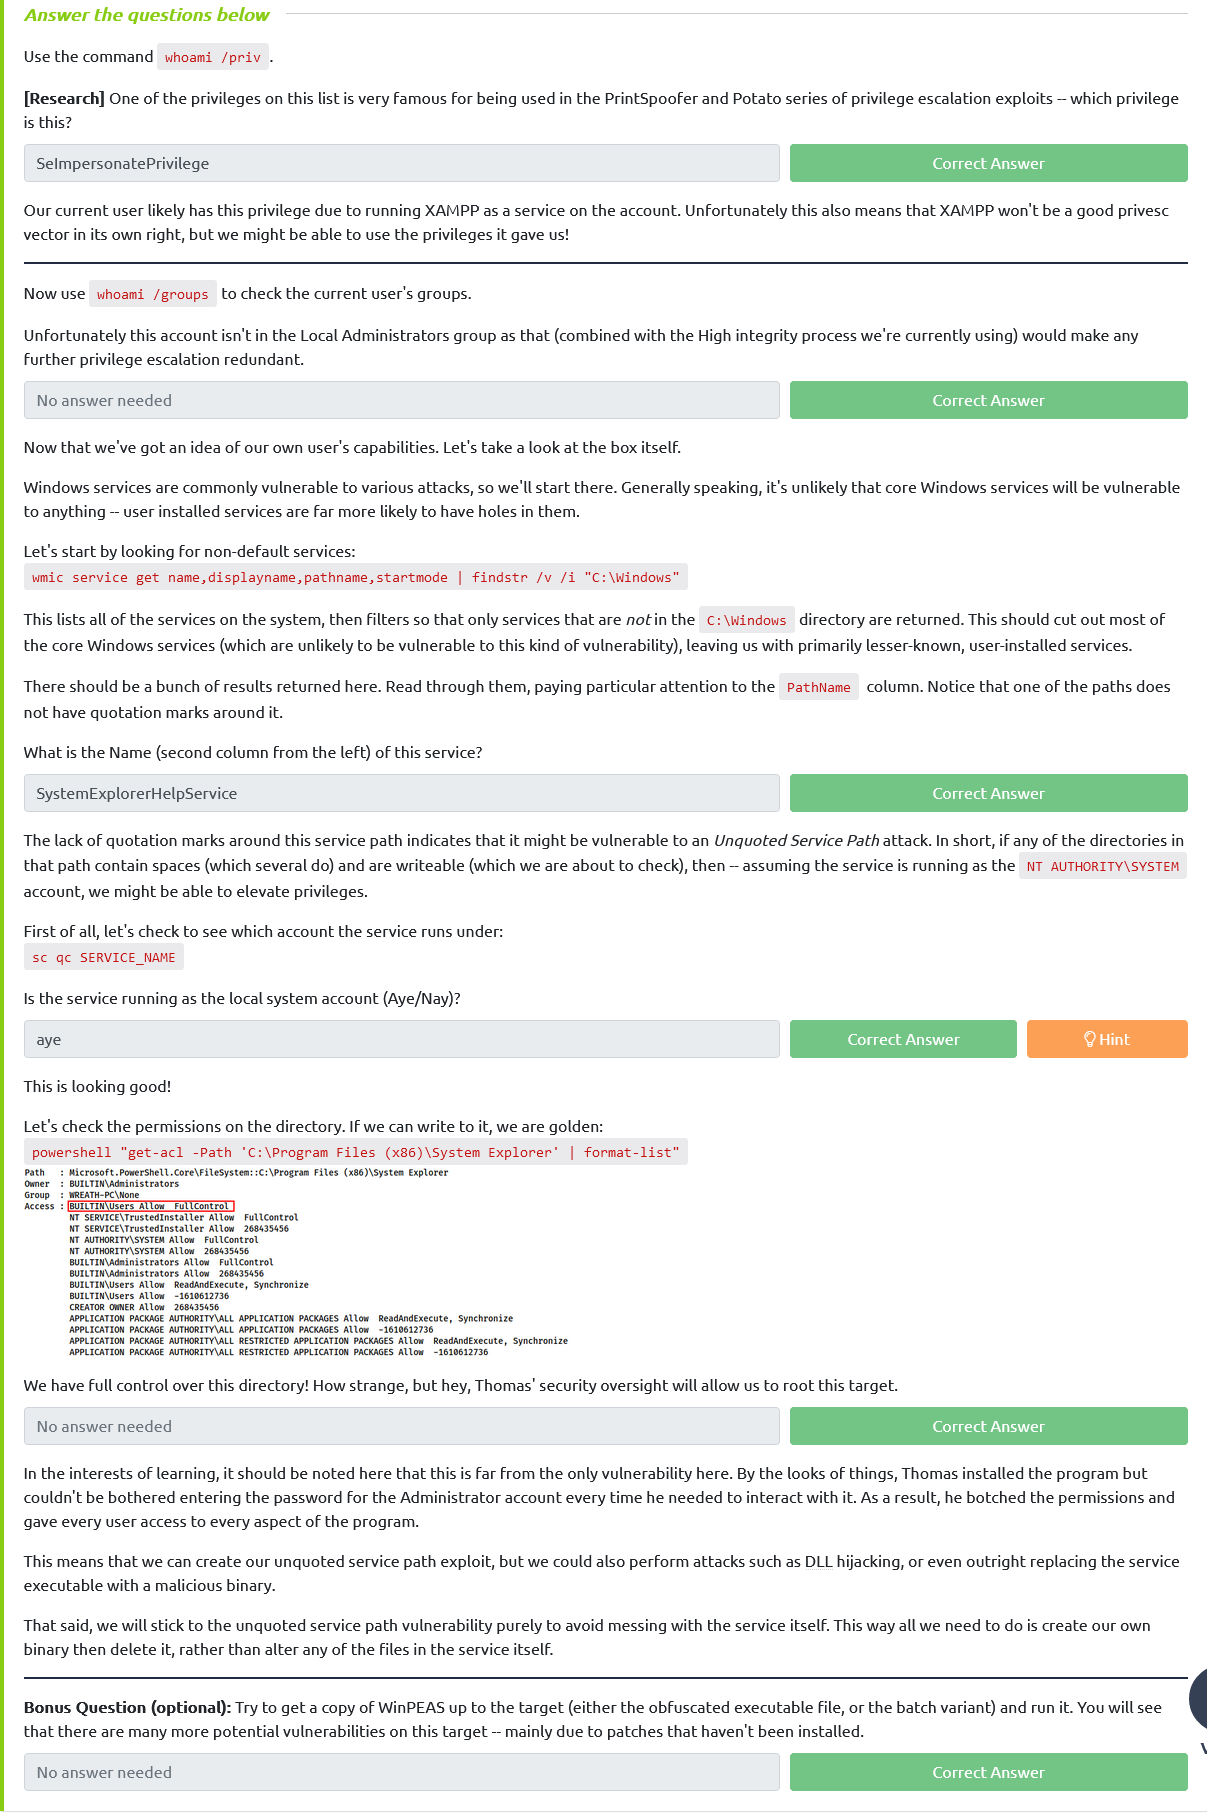 Answer the questions below
Use the command whoami /priv.
[Research] One of the privileges on this list is very famous for being used in the PrintSpoofer and Potato series of privilege escalation exploits -- which privilege
is this?
SeImpersonatePrivilege
Correct Answer
Our current user likely has this privilege due to running XAMPP as a service on the account. Unfortunately this also means that XAMPP won't be a good privesc
vector in its own right, but we might be able to use the privileges it gave us!
Now use whoami /groups to check the current user's groups.
Unfortunately this account isn't in the Local Administrators group as that (combined with the High integrity process we're currently using) would make any
further privilege escalation redundant.
No answer needed
Correct Answer
Now that we've got an idea of our own user's capabilities. Let's take a look at the box itself.
Windows services are commonly vulnerable to various attacks, so we'll start there. Generally speaking, it's unlikely that core Windows services will be vulnerable
to anything -- user installed services are far more likely to have holes in them.
Let's start by looking for non-default services:
wmic service get name,displayname,pathname,startmode | findstr /v /i "C:\Windows"
This lists all of the services on the system, then filters so that only services that are not in the C:\Windows directory are returned. This should cut out most of
the core Windows services (which are unlikely to be vulnerable to this kind of vulnerability), leaving us with primarily lesser-known, user-installed services.
There should be a bunch of results returned here. Read through them, paying particular attention to the PathName column. Notice that one of the paths does
not have quotation marks around it.
What is the Name (second column from the left) of this service?
SystemExplorerHelpService
Correct Answer
The lack of quotation marks around this service path indicates that it might be vulnerable to an Unquoted Service Path attack. In short, if any of the directories in
that path contain spaces (which several do) and are writeable (which we are about to check), then -- assuming the service is running as the NT AUTHORITY\SYSTEM
account, we might be able to elevate privileges.
First of all, let's check to see which account the service runs under:
sc qc SERVICE_NAME
Is the service running as the local system account (Aye/Nay)?
aye
Correct Answer
Hint
This is looking good!
Let's check the permissions on the directory. If we can write to it, we are golden:
powershell "get-acl -Path 'C:\Program Files (x86)\System Explorer' | format-list"
Path : Microsoft.PowerShell.Core\FileSystem::C:\Program Files (x86)\System Explorer
Owner : BUILTIN\Administrators
Group : WREATH-PC\None
Access : BUILTIN\Users Allow FullControl
NT SERVICE\TrustedInstaller Allow FullControl
NT SERVICE\TrustedInstaller Allow 268435456
NT AUTHORITY\SYSTEM Allow FullControl
NT AUTHORITY\SYSTEM Allow 268435456
BUILTIN\Administrators Allow FullControl
BUILTIN\Administrators Allow 268435456
BUILTIN\Users Allow ReadAndExecute, Synchronize
BUILTIN\Users Allow -1610612736
CREATOR OWNER Allow 268435456
APPLICATION PACKAGE AUTHORITY\ALL APPLICATION PACKAGES Allow ReadAndExecute, Synchronize
APPLICATION PACKAGE AUTHORITY\ALL APPLICATION PACKAGES Allow -1610612736
APPLICATION PACKAGE AUTHORITY\ALL RESTRICTED APPLICATION PACKAGES Allow ReadAndExecute, Synchronize
APPLICATION PACKAGE AUTHORITY\ALL RESTRICTED APPLICATION PACKAGES Allow -1610612736
We have full control over this directory! How strange, but hey, Thomas' security oversight will allow us to root this target.
No answer needed
Correct Answer
In the interests of learning, it should be noted here that this is far from the only vulnerability here. By the looks of things, Thomas installed the program but
couldn't be bothered entering the password for the Administrator account every time he needed to interact with it. As a result, he botched the permissions and
gave every user access to every aspect of the program.
This means that we can create our unquoted service path exploit, but we could also perform attacks such as DLL hijacking, or even outright replacing the service
executable with a malicious binary.
That said, we will stick to the unquoted service path vulnerability purely to avoid messing with the service itself. This way all we need to do is create our own
binary then delete it, rather than alter any of the files in the service itself.
Bonus Question (optional): Try to get a copy of WinPEAS up to the target (either the obfuscated executable file, or the batch variant) and run it. You will see
that there are many more potential vulnerabilities on this target -- mainly due to patches that haven't been installed.
No answer needed
Correct Answer